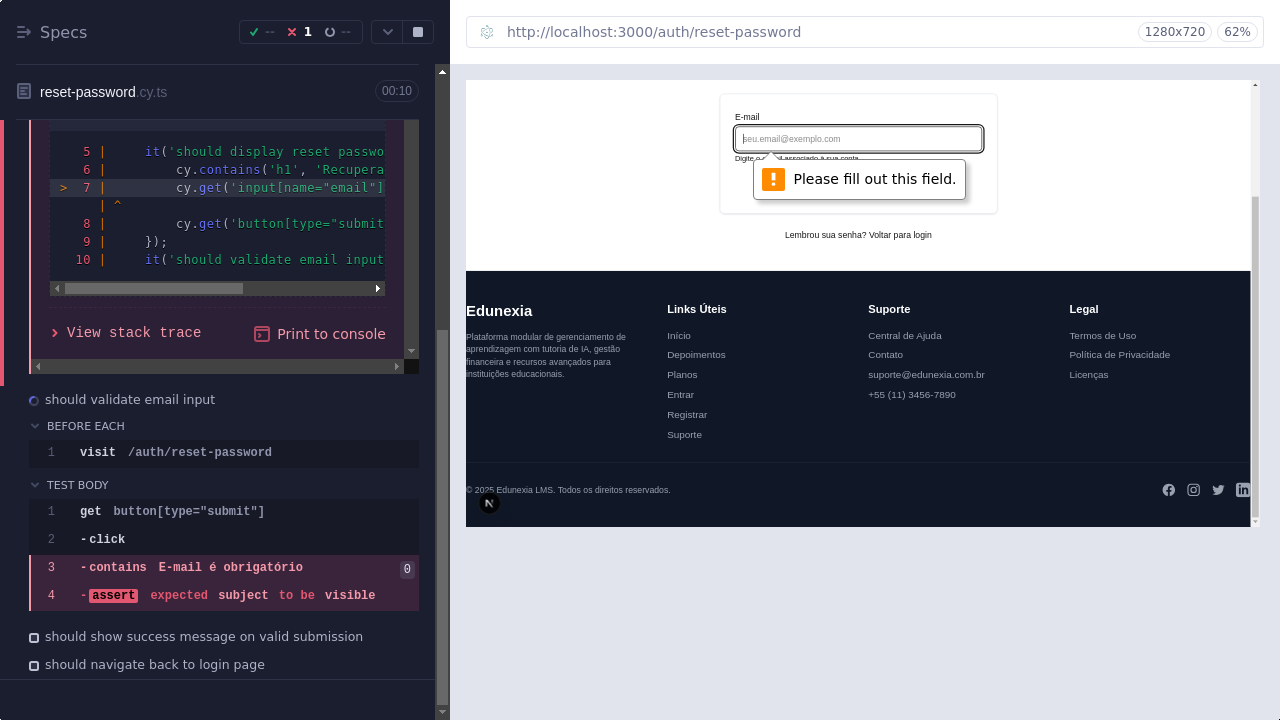 Specs
-- 1 --
http://localhost:3000/auth/reset-password
1280x720
62%
reset-password.cy.ts
00:10
5 | it('should display reset passwo
6 | cy.contains('h1', 'Recupera
> 7 | cy.get('input[name="email"]
| ^
8 | cy.get('button[type="submit
9 | });
10 | it('should validate email input
View stack trace
Print to console
should validate email input
BEFORE EACH
1 visit /auth/reset-password
TEST BODY
1 get button[type="submit"]
2 -click
3 -contains E-mail é obrigatório 0
4 -assert expected subject to be visible
should show success message on valid submission
should navigate back to login page
E-mail
seu.email@exemplo.com
Digite o associado à sua conta
Please fill out this field.
Lembrou sua senha? Voltar para login
Edunexia
Plataforma modular de gerenciamento de
aprendizagem com tutoria de IA, gestão
financeira e recursos avançados para
instituições educacionais.
Links Úteis
Início
Depoimentos
Planos
Entrar
Registrar
Suporte
Suporte
Central de Ajuda
Contato
suporte@edunexia.com.br
+55 (11) 3456-7890
Legal
Termos de Uso
Política de Privacidade
Licenças
© 2025 Edunexia LMS. Todos os direitos reservados.
N